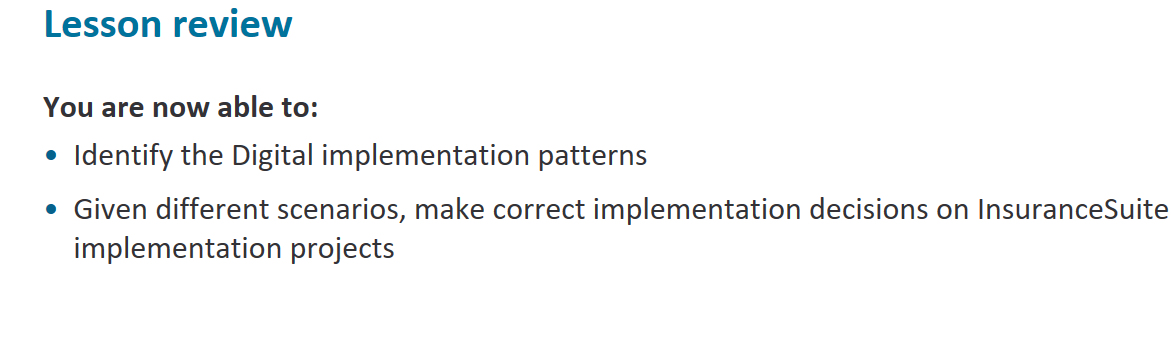 Lesson review
You are now able to:
• Identify the Digital implementation patterns
• Given different scenarios, make correct implementation decisions on InsuranceSuite
implementation projects